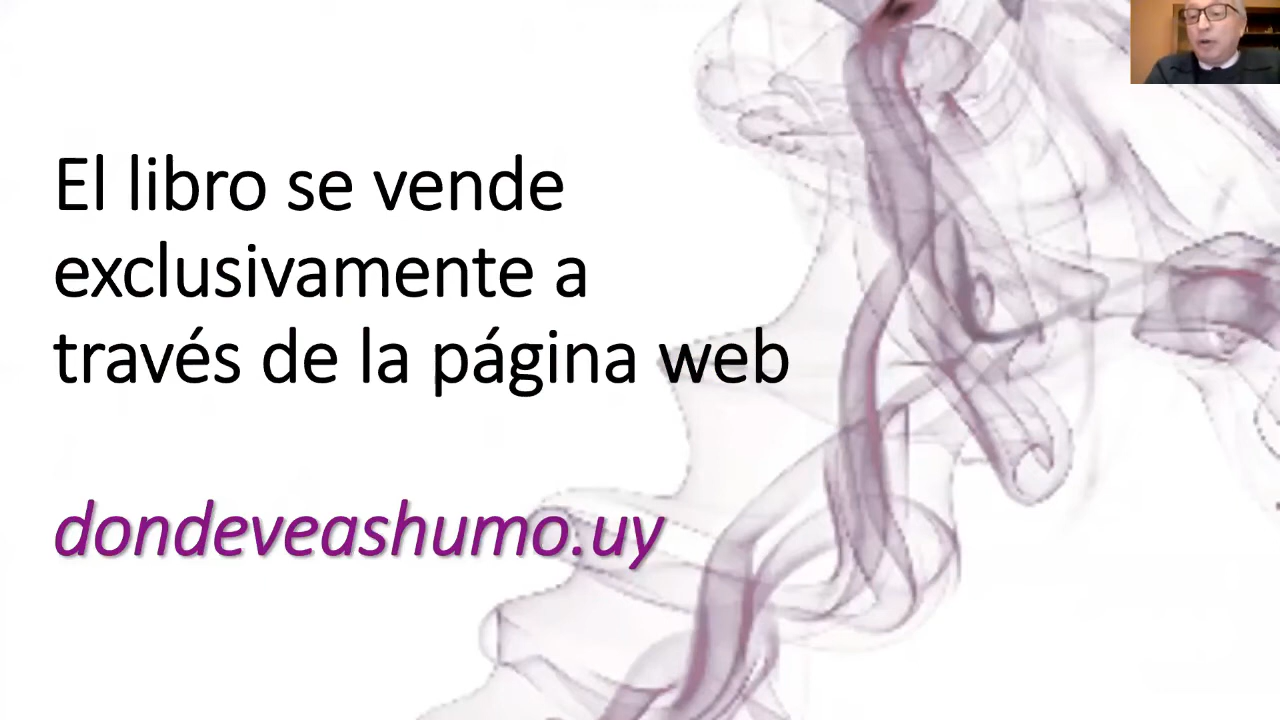 El libro se vende
exclusivamente a
través de la página web
dondeveashumo.uy